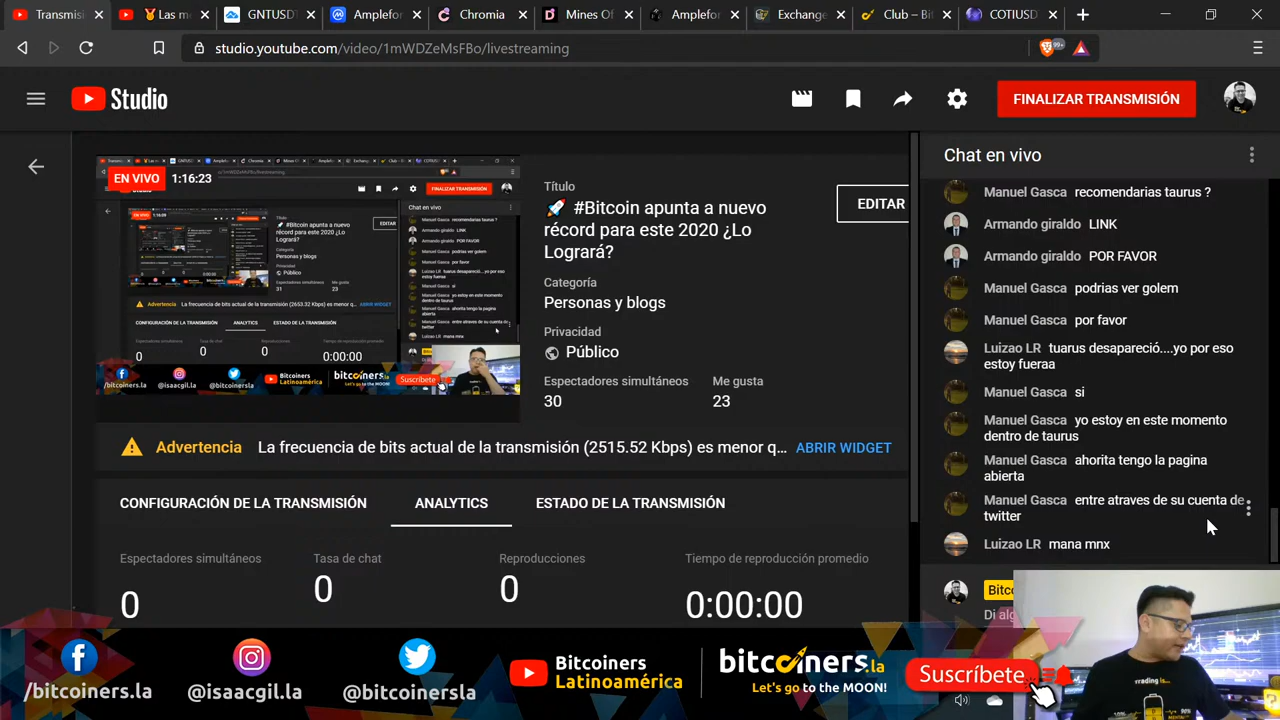 Transmisi
Las me
GNTUSDT
Amplefor
Chromia
Mines Of
Amplefor
Exchange
Club – Bi
COTIUSD
studio.youtube.com/video/1mWDZeMsFBo/livestreaming
99+
Studio
FINALIZAR TRANSMISIÓN
EN VIVO 1:16:23
Título
🚀 #Bitcoin apunta a nuevo
récord para este 2020 ¿Lo
Logrará?
EDITAR
Categoría
Personas y blogs
Privacidad
Público
Espectadores simultáneos
30
Me gusta
23
Advertencia La frecuencia de bits actual de la transmisión (2515.52 Kbps) es menor q... ABRIR WIDGET
CONFIGURACIÓN DE LA TRANSMISIÓN ANALYTICS ESTADO DE LA TRANSMISIÓN
Espectadores simultáneos
0
Tasa de chat
0
Reproducciones
0
Tiempo de reproducción promedio
0:00:00
Chat en vivo
Manuel Gasca recomendarias taurus ?
Armando giraldo LINK
Armando giraldo POR FAVOR
Manuel Gasca podrias ver golem
Manuel Gasca por favor
Luizao LR tuarus desapareció....yo por eso
estoy fueraa
Manuel Gasca si
Manuel Gasca yo estoy en este momento
dentro de taurus
Manuel Gasca ahorita tengo la pagina
abierta
Manuel Gasca entre atraves de su cuenta de
twitter
Luizao LR mana mnx
Bitco
Di alg
/bitcoiners.la
@isaacgil.la
@bitcoinersla
Bitcoiners
Latinoamérica
bitcoiners.la
Let's go to the MOON!
Suscríbete